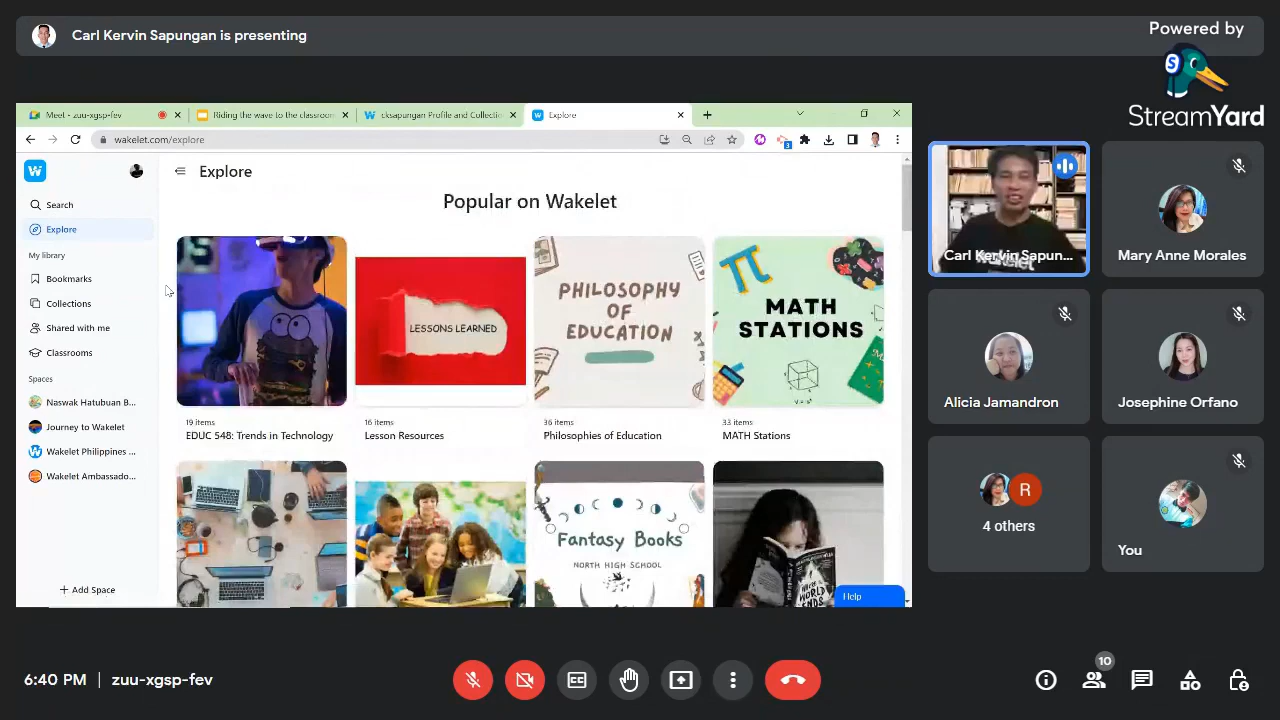 Carl Kervin Sapungan is presenting
Powered by
StreamYard
Meet - zuu-xgsp-fev
Riding the wave to the classroom
cksapungan Profile and Collectio
Explore
wakelet.com/explore
3
Search
Explore
My library
Bookmarks
Collections
Shared with me
Classrooms
Spaces
Naswak Hatubuan B...
Journey to Wakelet
Wakelet Philippines ...
Wakelet Ambassado...
+ Add Space
Explore
Popular on Wakelet
LESSONS LEARNED
PHILOSOPHY
OF
EDUCATION
MATH
STATIONS
19 items
EDUC 548: Trends in Technology
16 items
Lesson Resources
36 items
Philosophies of Education
33 items
MATH Stations
Fantasy Books
NORTH HIGH SCHOOL
Help
Carl Kervin Sapun...
Mary Anne Morales
Alicia Jamandron
Josephine Orfano
R
4 others
You
6:40 PM | zuu-xgsp-fev
10